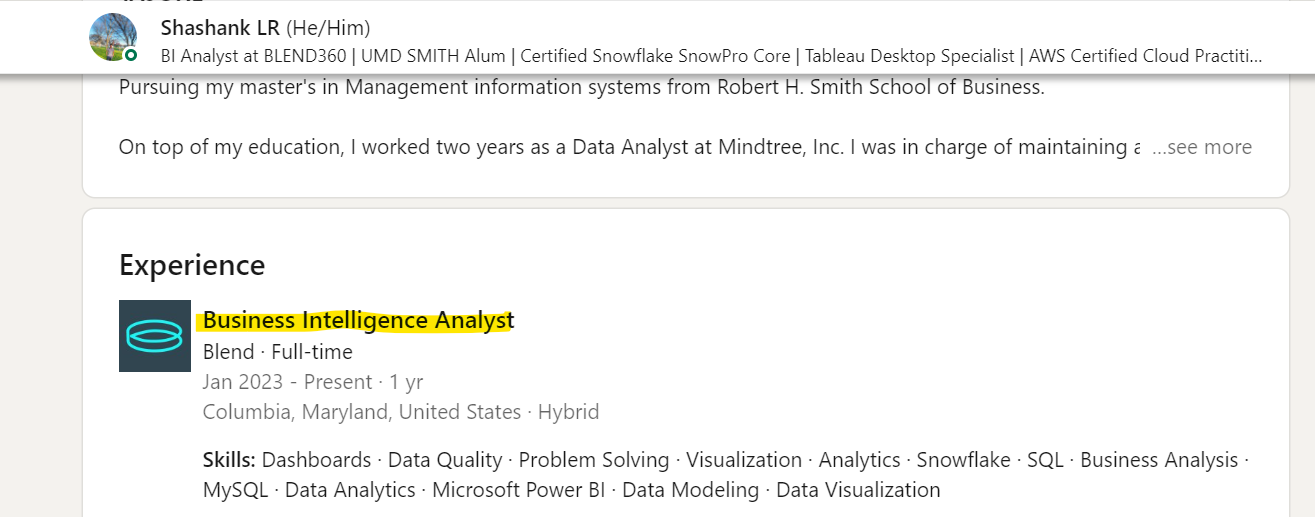 Shashank LR (He/Him)
BI Analyst at BLEND360 | UMD SMITH Alum | Certified Snowflake SnowPro Core | Tableau Desktop Specialist | AWS Certified Cloud Practiti...
Pursuing my master's in Management information systems from Robert H. Smith School of Business.
On top of my education, I worked two years as a Data Analyst at Mindtree, Inc. I was in charge of maintaining a ...see more
Experience
Business Intelligence Analyst
Blend · Full-time
Jan 2023 - Present · 1 yr
Columbia, Maryland, United States · Hybrid
Skills: Dashboards · Data Quality · Problem Solving · Visualization · Analytics · Snowflake · SQL · Business Analysis ·
MySQL · Data Analytics · Microsoft Power BI · Data Modeling · Data Visualization